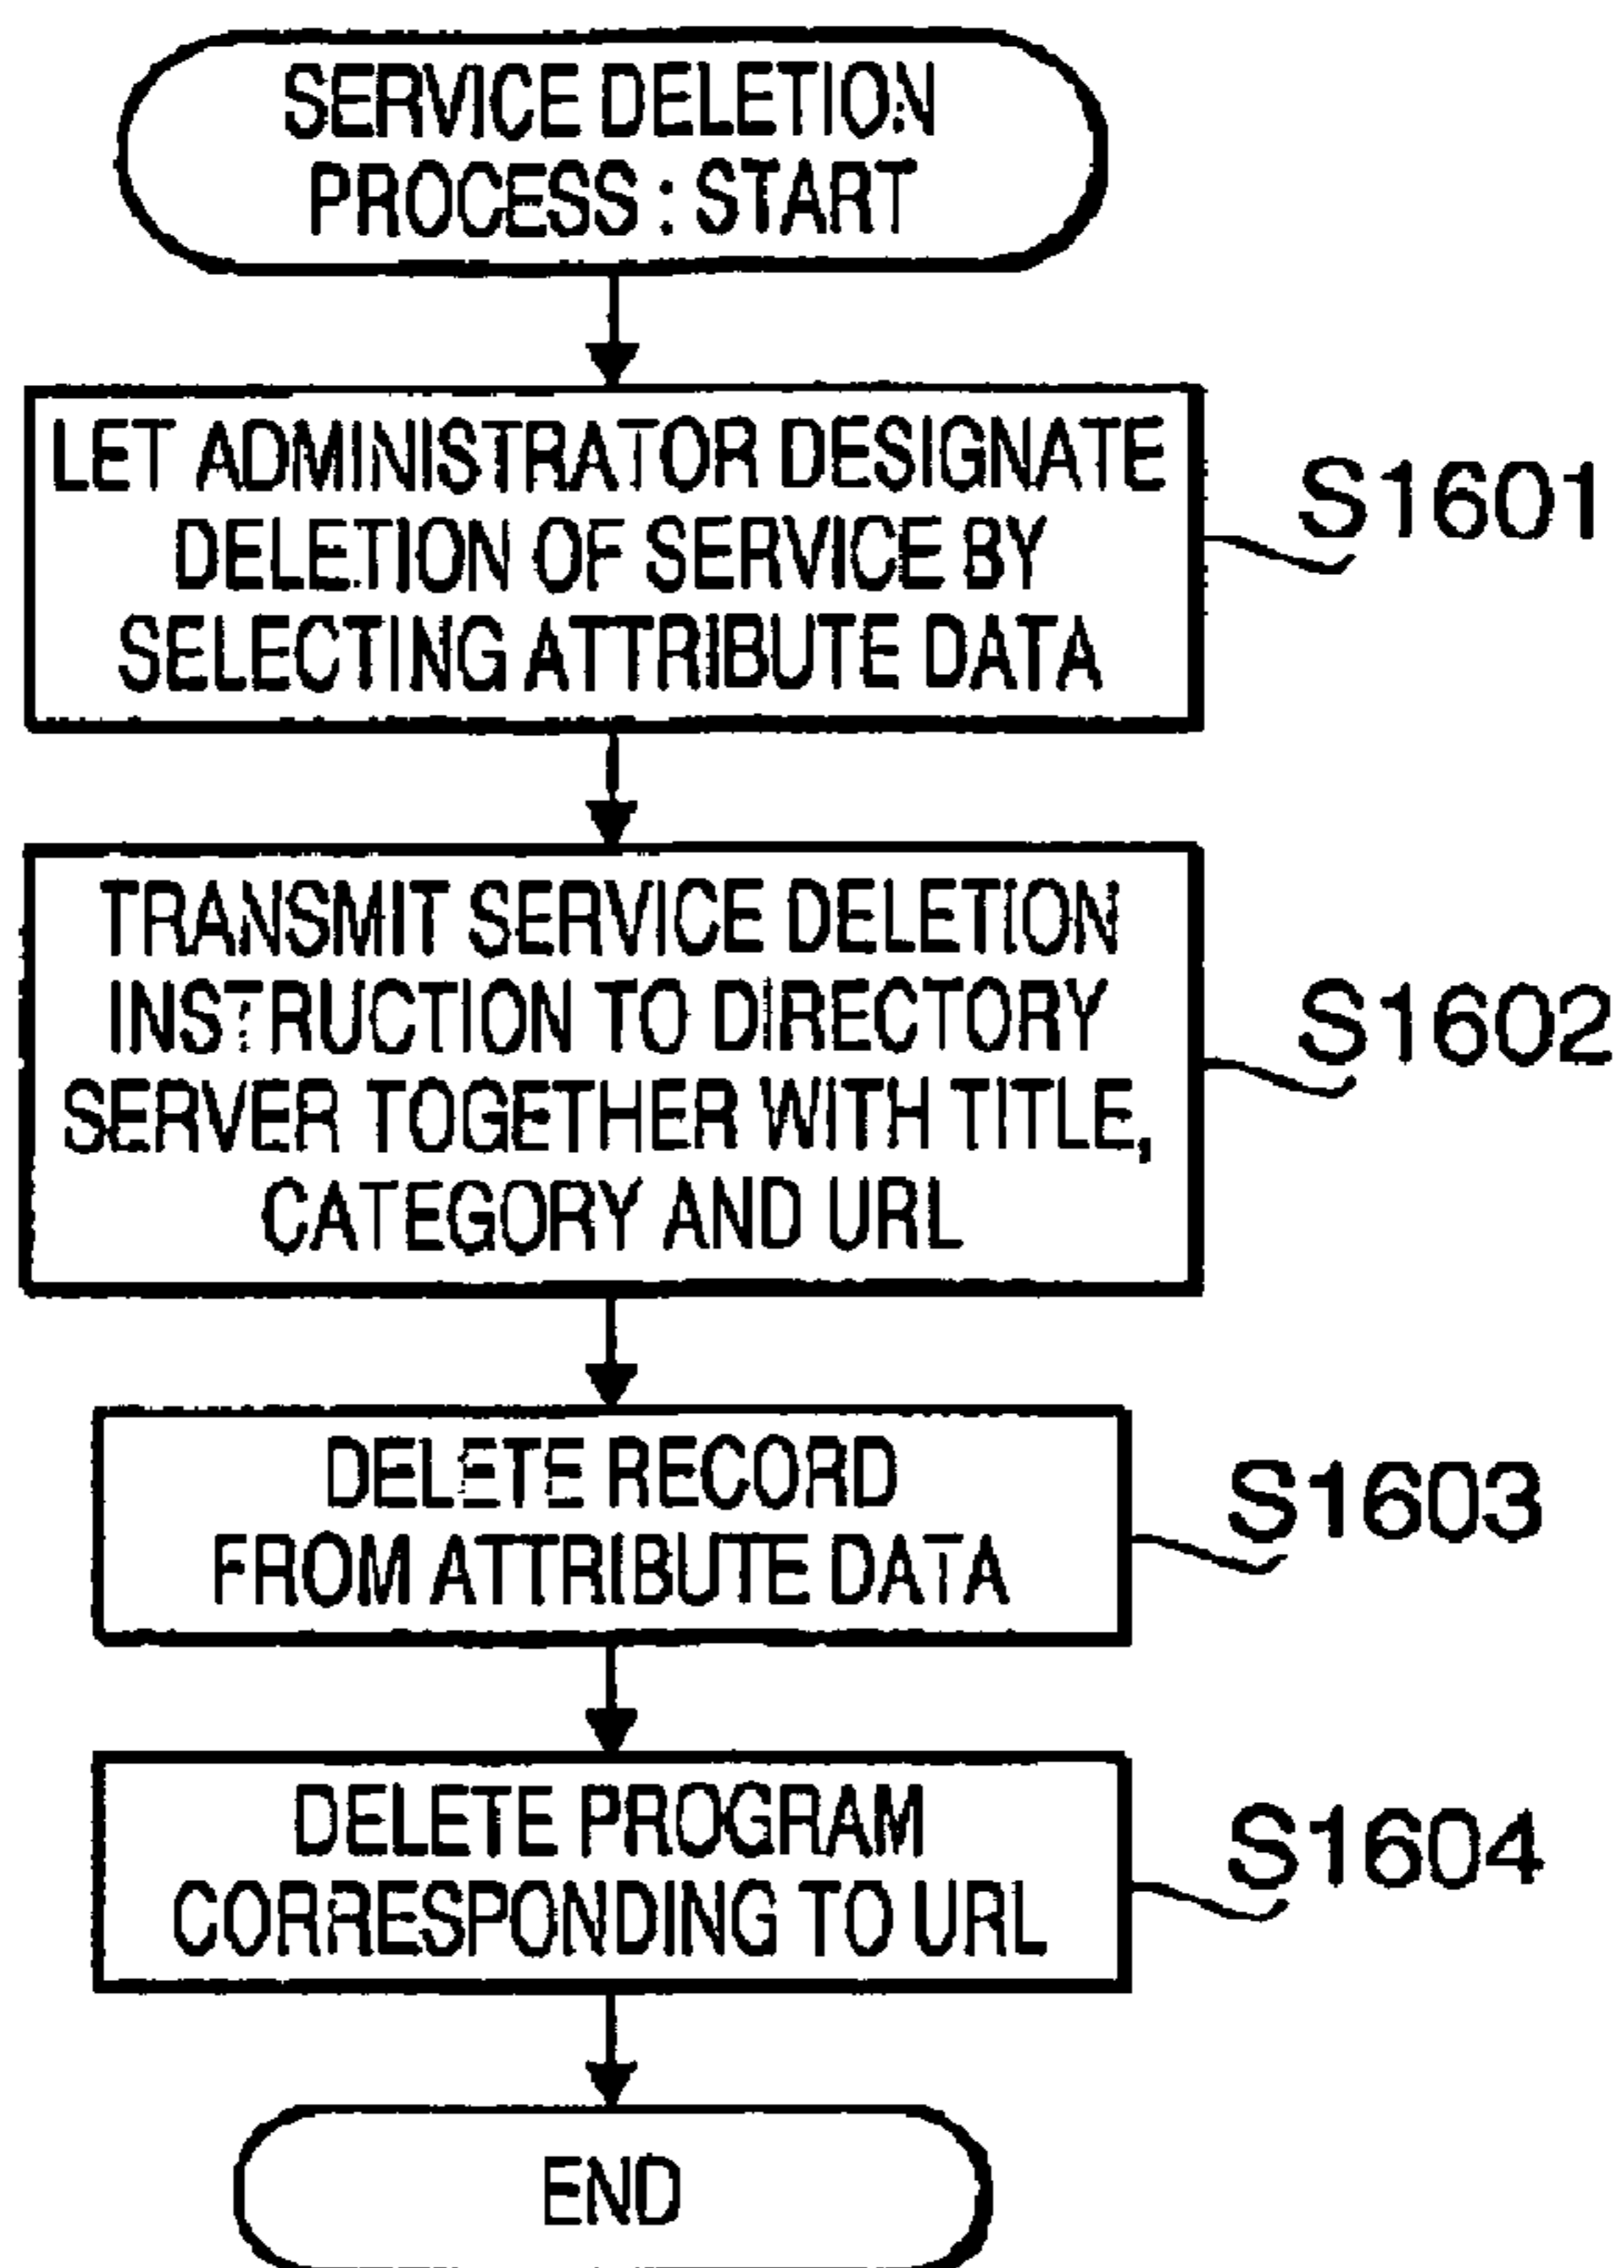 SERVICE DELETION
PROCESS : START
LET ADMINISTRATOR DESIGNATE
DELETION OF SERVICE BY
SELECTING ATTRIBUTE DATA
S1601
TRANSMIT SERVICE DELETION
INSTRUCTION TO DIRECTORY
SERVER TOGETHER WITH TITLE,
CATEGORY AND URL
S1602
DELETE RECORD
FROM ATTRIBUTE DATA
S1603
DELETE PROGRAM
CORRESPONDING TO URL
S1604
END